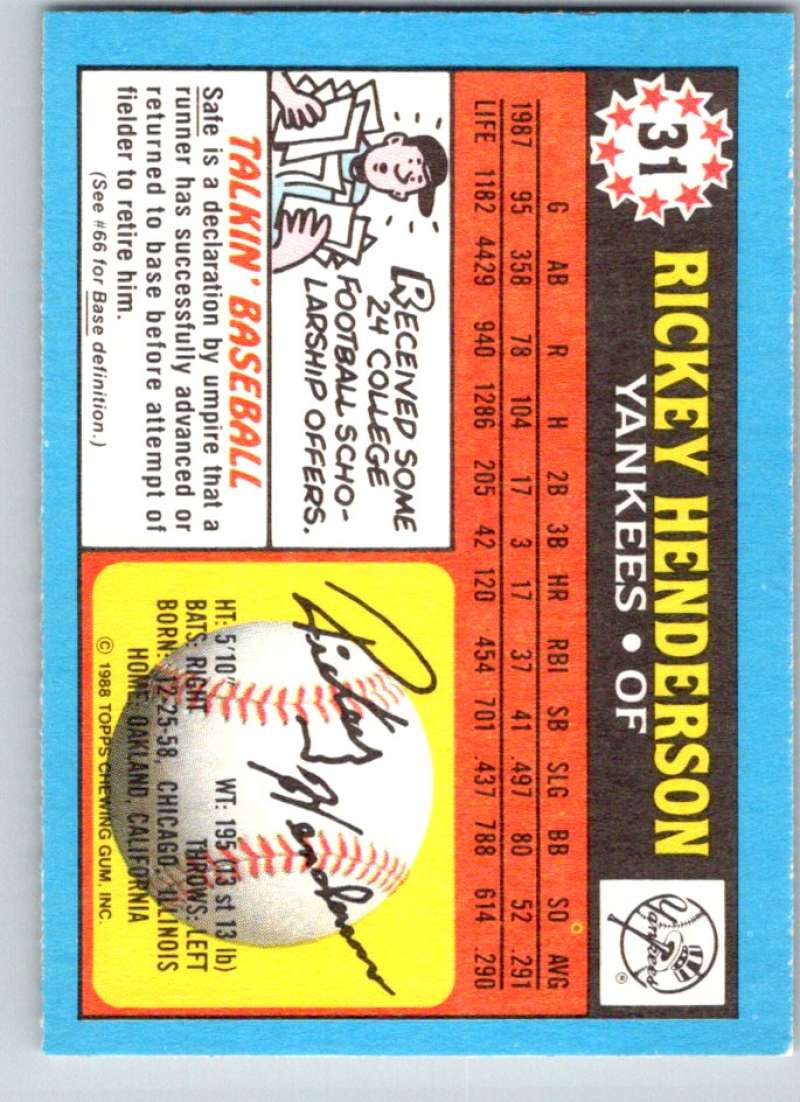 31
RICKEY HENDERSON
YANKEES • OF
Yankees
®
G AB R H 2B 3B HR RBI SB SLG BB SO AVG
1987 95 358 78 104 17 3 17 37 41 .497 80 52 .291
LIFE 1182 4429 940 1286 205 42 120 454 701 .437 788 614 .290
RECEIVED SOME
24 COLLEGE
FOOTBALL SCHO-
LARSHIP OFFERS.
TALKIN' BASEBALL
Safe is a declaration by umpire that a
runner has successfully advanced or
returned to base before attempt of
fielder to retire him.
(See #66 for Base definition.)
Rickey Henderson
HT: 5'10" WT: 195 (13 st 13 lb)
BATS: RIGHT THROWS: LEFT
BORN: 12-25-58, CHICAGO, ILLINOIS
HOME: OAKLAND, CALIFORNIA
© 1988 TOPPS CHEWING GUM, INC.